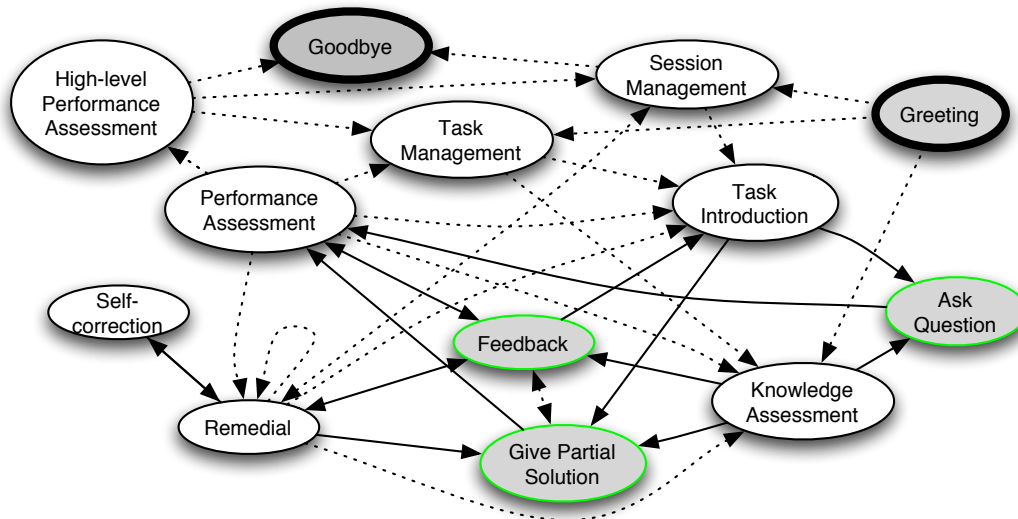 Goodbye
High-level
Performance
Assessment
Session
Management
Greeting
Task
Management
Performance
Assessment
Task
Introduction
Self-
correction
Ask
Question
Feedback
Knowledge
Assessment
Remedial
Give Partial
Solution